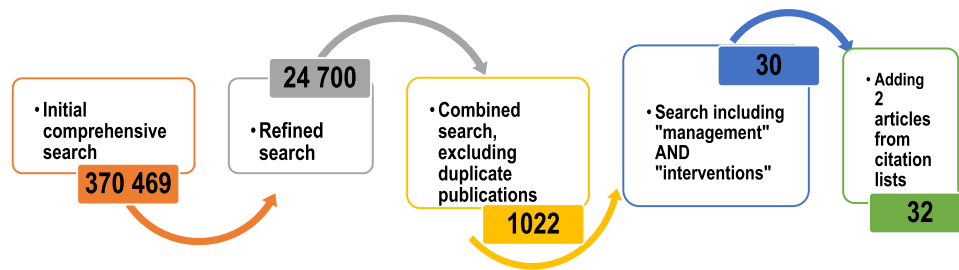 • Initial
comprehensive
search
370 469
24 700
• Refined
search
• Combined
search,
excluding
duplicate
publications
1022
30
• Search including
"management"
AND
"interventions"
• Adding
2
articles
from
citation
lists
32